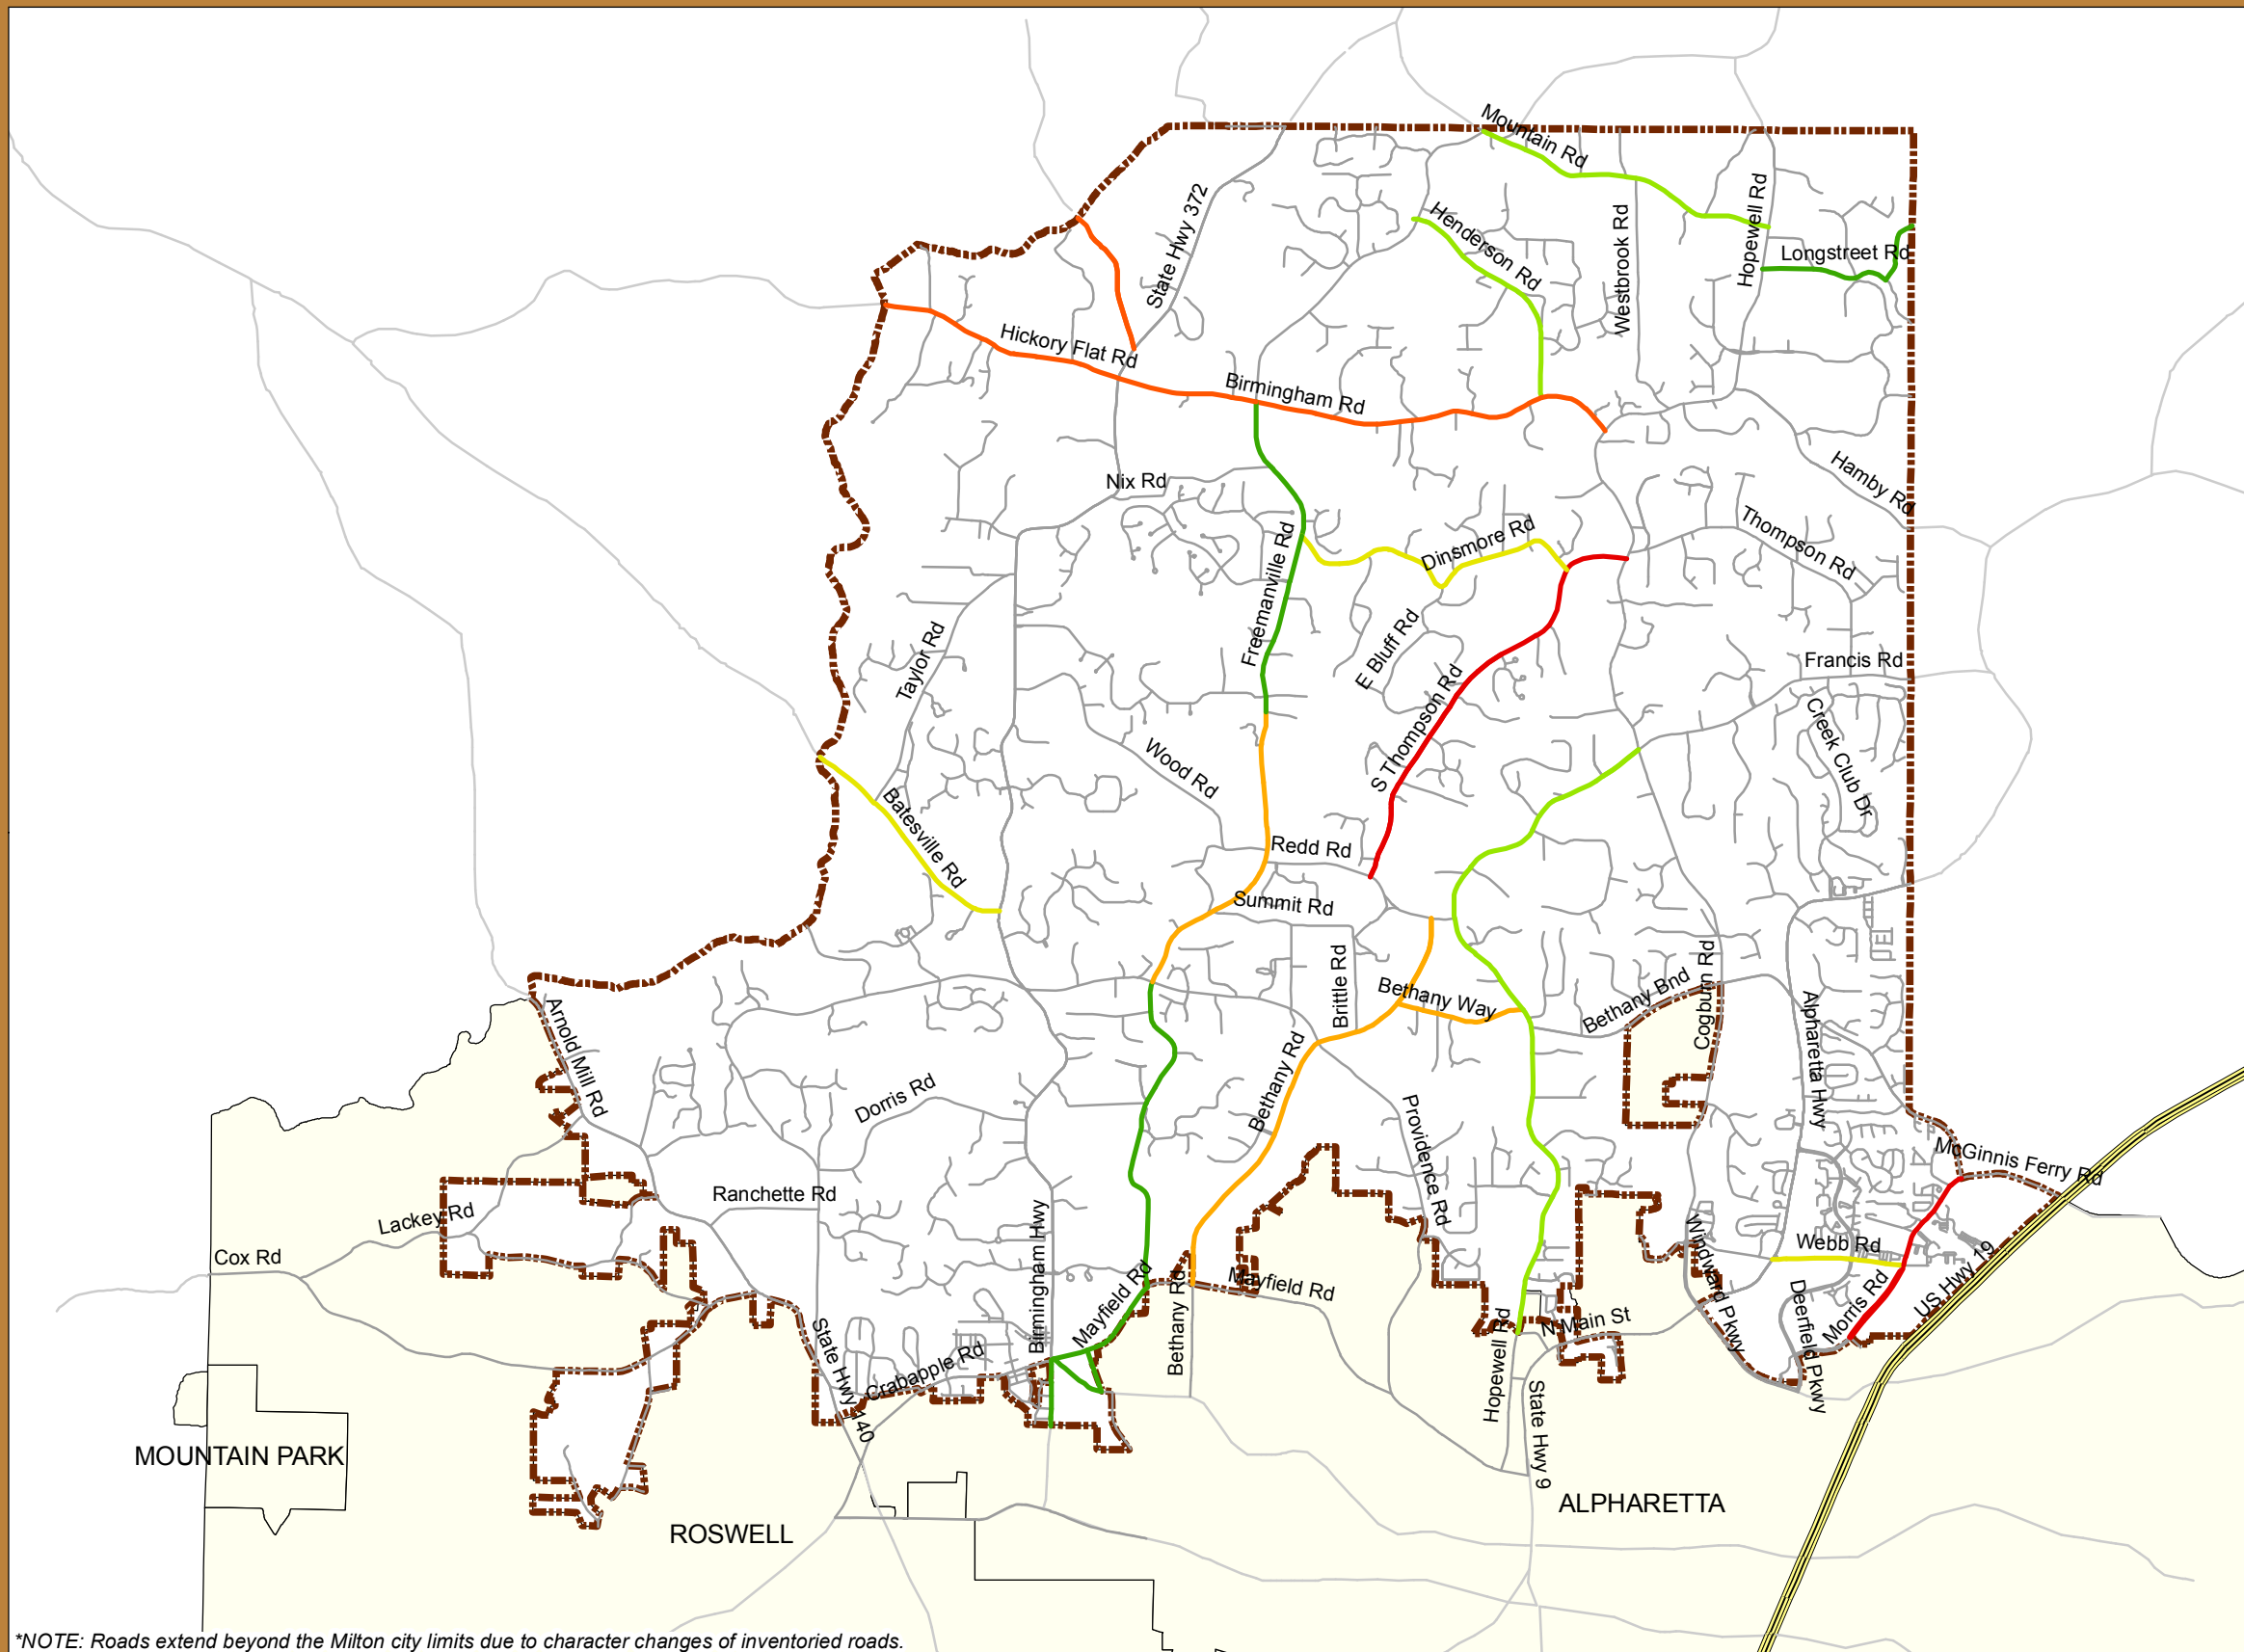 Mountain Rd
Hopewell Rd
Longstreet Rd
State Hwy 372
Henderson Rd
Westbrook Rd
Hickory Flat Rd
Birmingham Rd
Nix Rd
Hamby Rd
Thompson Rd
Dinsmore Rd
Freemanville Rd
E Bluff Rd
Taylor Rd
Francis Rd
S Thompson Rd
Creek Club Dr
Wood Rd
Batesville Rd
Redd Rd
Summit Rd
Brittle Rd
Bethany Way
Bethany Bnd
Cogburn Rd
Alpharetta Hwy
Arnold Mill Rd
Dorris Rd
Bethany Rd
Providence Rd
McGinnis Ferry Rd
Ranchette Rd
Lackey Rd
Cox Rd
Birmingham Hwy
Webb Rd
Windward Pkwy
US Hwy 19
Mayfield Rd
Mayfield Rd
Bethany Rd
Morris Rd
Deerfield Pkwy
N Main St
Hopewell Rd
State Hwy 140
Crabapple Rd
State Hwy 9
MOUNTAIN PARK
ROSWELL
ALPHARETTA
*NOTE: Roads extend beyond the Milton city limits due to character changes of inventoried roads.